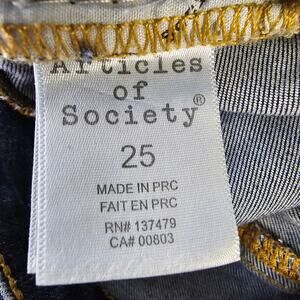 Articles
of
Society®
25
MADE IN PRC
FAIT EN PRC
RN# 137479
CA# 00803